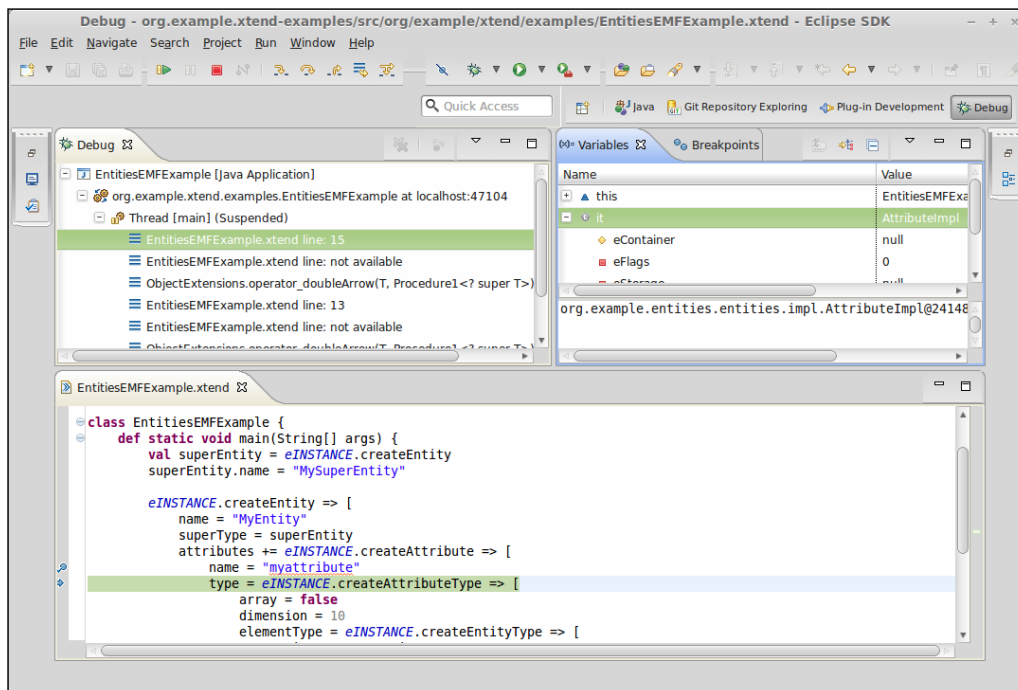 Debug - org.example.xtend-examples/src/org/example/xtend/examples/EntitiesEMFExample.xtend - Eclipse SDK
File Edit Navigate Search Project Run Window Help
Quick Access
Java Git Repository Exploring Plug-in Development Debug
Debug
EntitiesEMFExample [Java Application]
org.example.xtend.examples.EntitiesEMFExample at localhost:47104
Thread [main] (Suspended)
EntitiesEMFExample.xtend line: 15
EntitiesEMFExample.xtend line: not available
ObjectExtensions.operator_doubleArrow(T, Procedure1<? super T>)
EntitiesEMFExample.xtend line: 13
EntitiesEMFExample.xtend line: not available
ObjectExtensions.operator_doubleArrow(T, Procedure1<? super T>)
(x)= Variables Breakpoints
Name Value
this EntitiesEMFExa
it AttributeImpl
eContainer null
eFlags 0
eStorage null
org.example.entities.entities.impl.AttributeImpl@24148
EntitiesEMFExample.xtend
class EntitiesEMFExample {
def static void main(String[] args) {
val superEntity = eINSTANCE.createEntity
superEntity.name = "MySuperEntity"
eINSTANCE.createEntity => [
name = "MyEntity"
superType = superEntity
attributes += eINSTANCE.createAttribute => [
name = "myattribute"
type = eINSTANCE.createAttributeType => [
array = false
dimension = 10
elementType = eINSTANCE.createEntityType => [